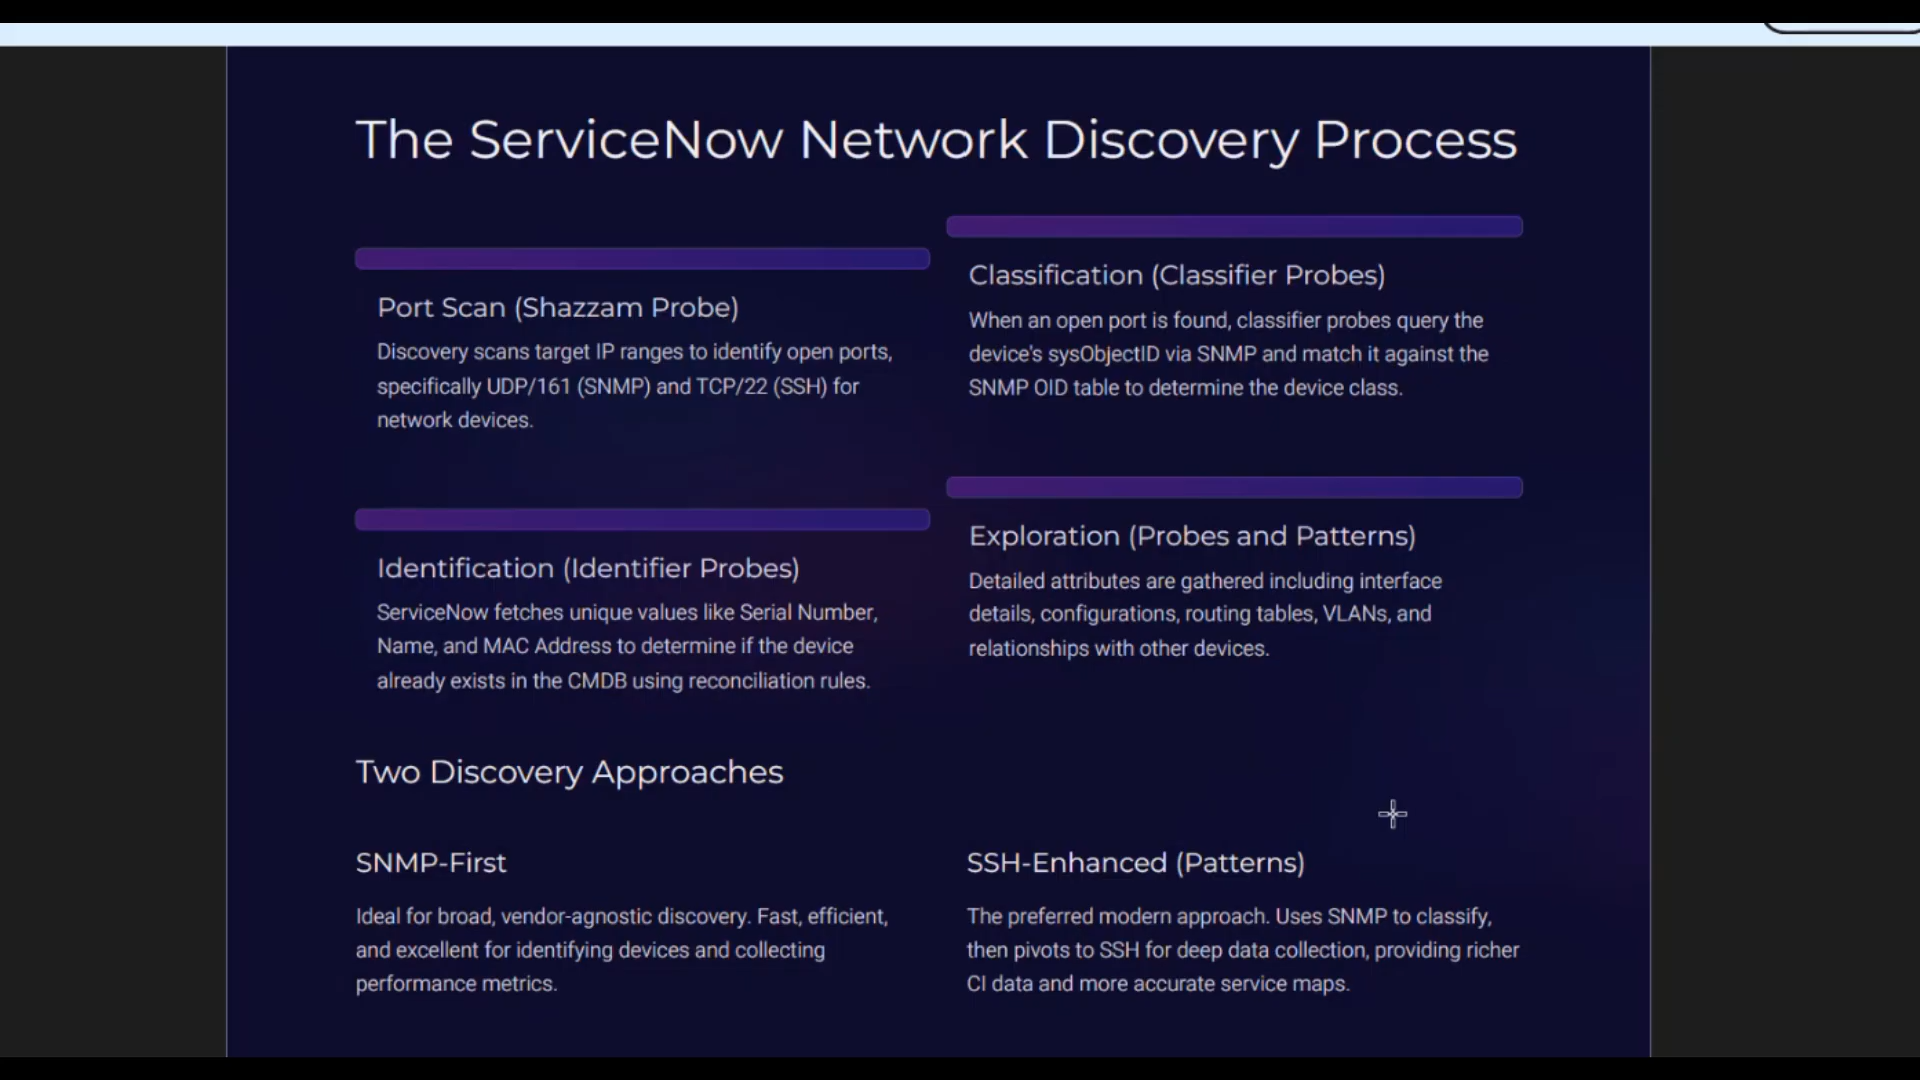 The ServiceNow Network Discovery Process
Port Scan (Shazzam Probe)
Discovery scans target IP ranges to identify open ports,
specifically UDP/161 (SNMP) and TCP/22 (SSH) for
network devices.
Classification (Classifier Probes)
When an open port is found, classifier probes query the
device's sysObjectID via SNMP and match it against the
SNMP OID table to determine the device class.
Identification (Identifier Probes)
ServiceNow fetches unique values like Serial Number,
Name, and MAC Address to determine if the device
already exists in the CMDB using reconciliation rules.
Exploration (Probes and Patterns)
Detailed attributes are gathered including interface
details, configurations, routing tables, VLANs, and
relationships with other devices.
Two Discovery Approaches
SNMP-First
Ideal for broad, vendor-agnostic discovery. Fast, efficient,
and excellent for identifying devices and collecting
performance metrics.
SSH-Enhanced (Patterns)
The preferred modern approach. Uses SNMP to classify,
then pivots to SSH for deep data collection, providing richer
CI data and more accurate service maps.